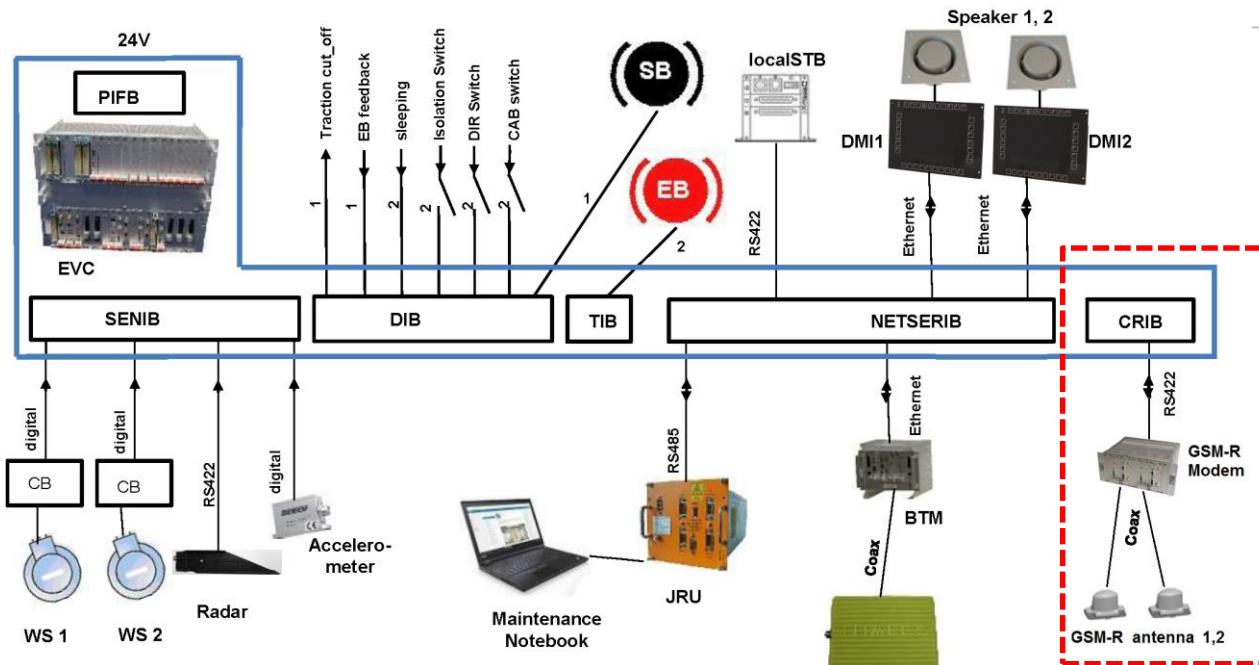 Speaker 1, 2
24V
SB
localSTB
PIFB
Traction cut_off
EB feedback
sleeping
Isolation Switch
DIR Switch
CAB switch
DMI1
DMI2
EB
1
1
2
2
2
2
1
2
RS422
Ethernet
Ethernet
EVC
SENIB
DIB
TIB
NETSERIB
CRIB
digital
digital
RS422
digital
RS485
Ethernet
RS422
CB
CB
GSM-R
Modem
BTM
Accelero-
meter
Coax
Coax
Radar
JRU
WS 1
WS 2
Maintenance
Notebook
GSM-R antenna 1,2